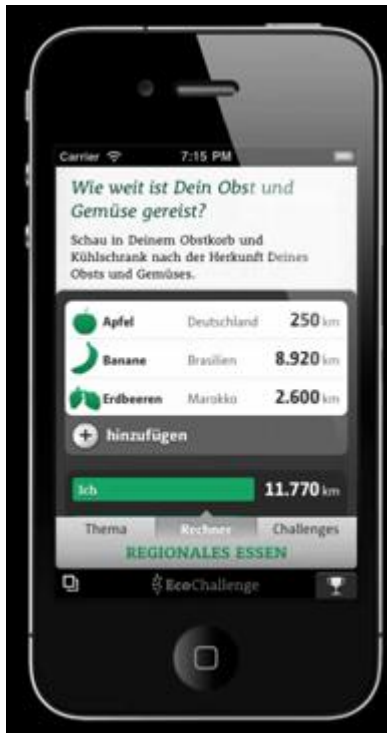 Carrier 7:15 PM
Wie weit ist Dein Obst und
Gemüse gereist?
Schau in Deinem Obstkorb und
Kühlschrank nach der Herkunft Deines
Obsts und Gemüses.
Apfel Deutschland 250 km
Banane Brasilien 8.920 km
Erdbeeren Marokko 2.600 km
+ hinzufügen
Ich 11.770 km
Thema Rechner Challenges
REGIONALES ESSEN
EcoChallenge